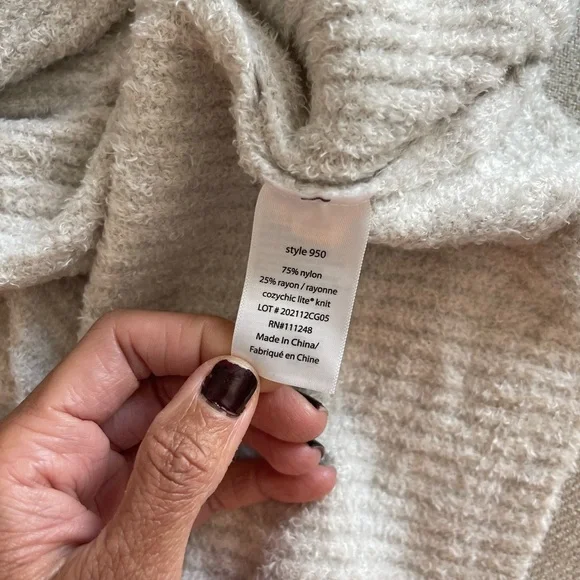 style 950
75% nylon
25% rayon / rayonne
cozychic lite® knit
LOT # 202112CG05
RN#111248
Made in China/
Fabriqué en Chine